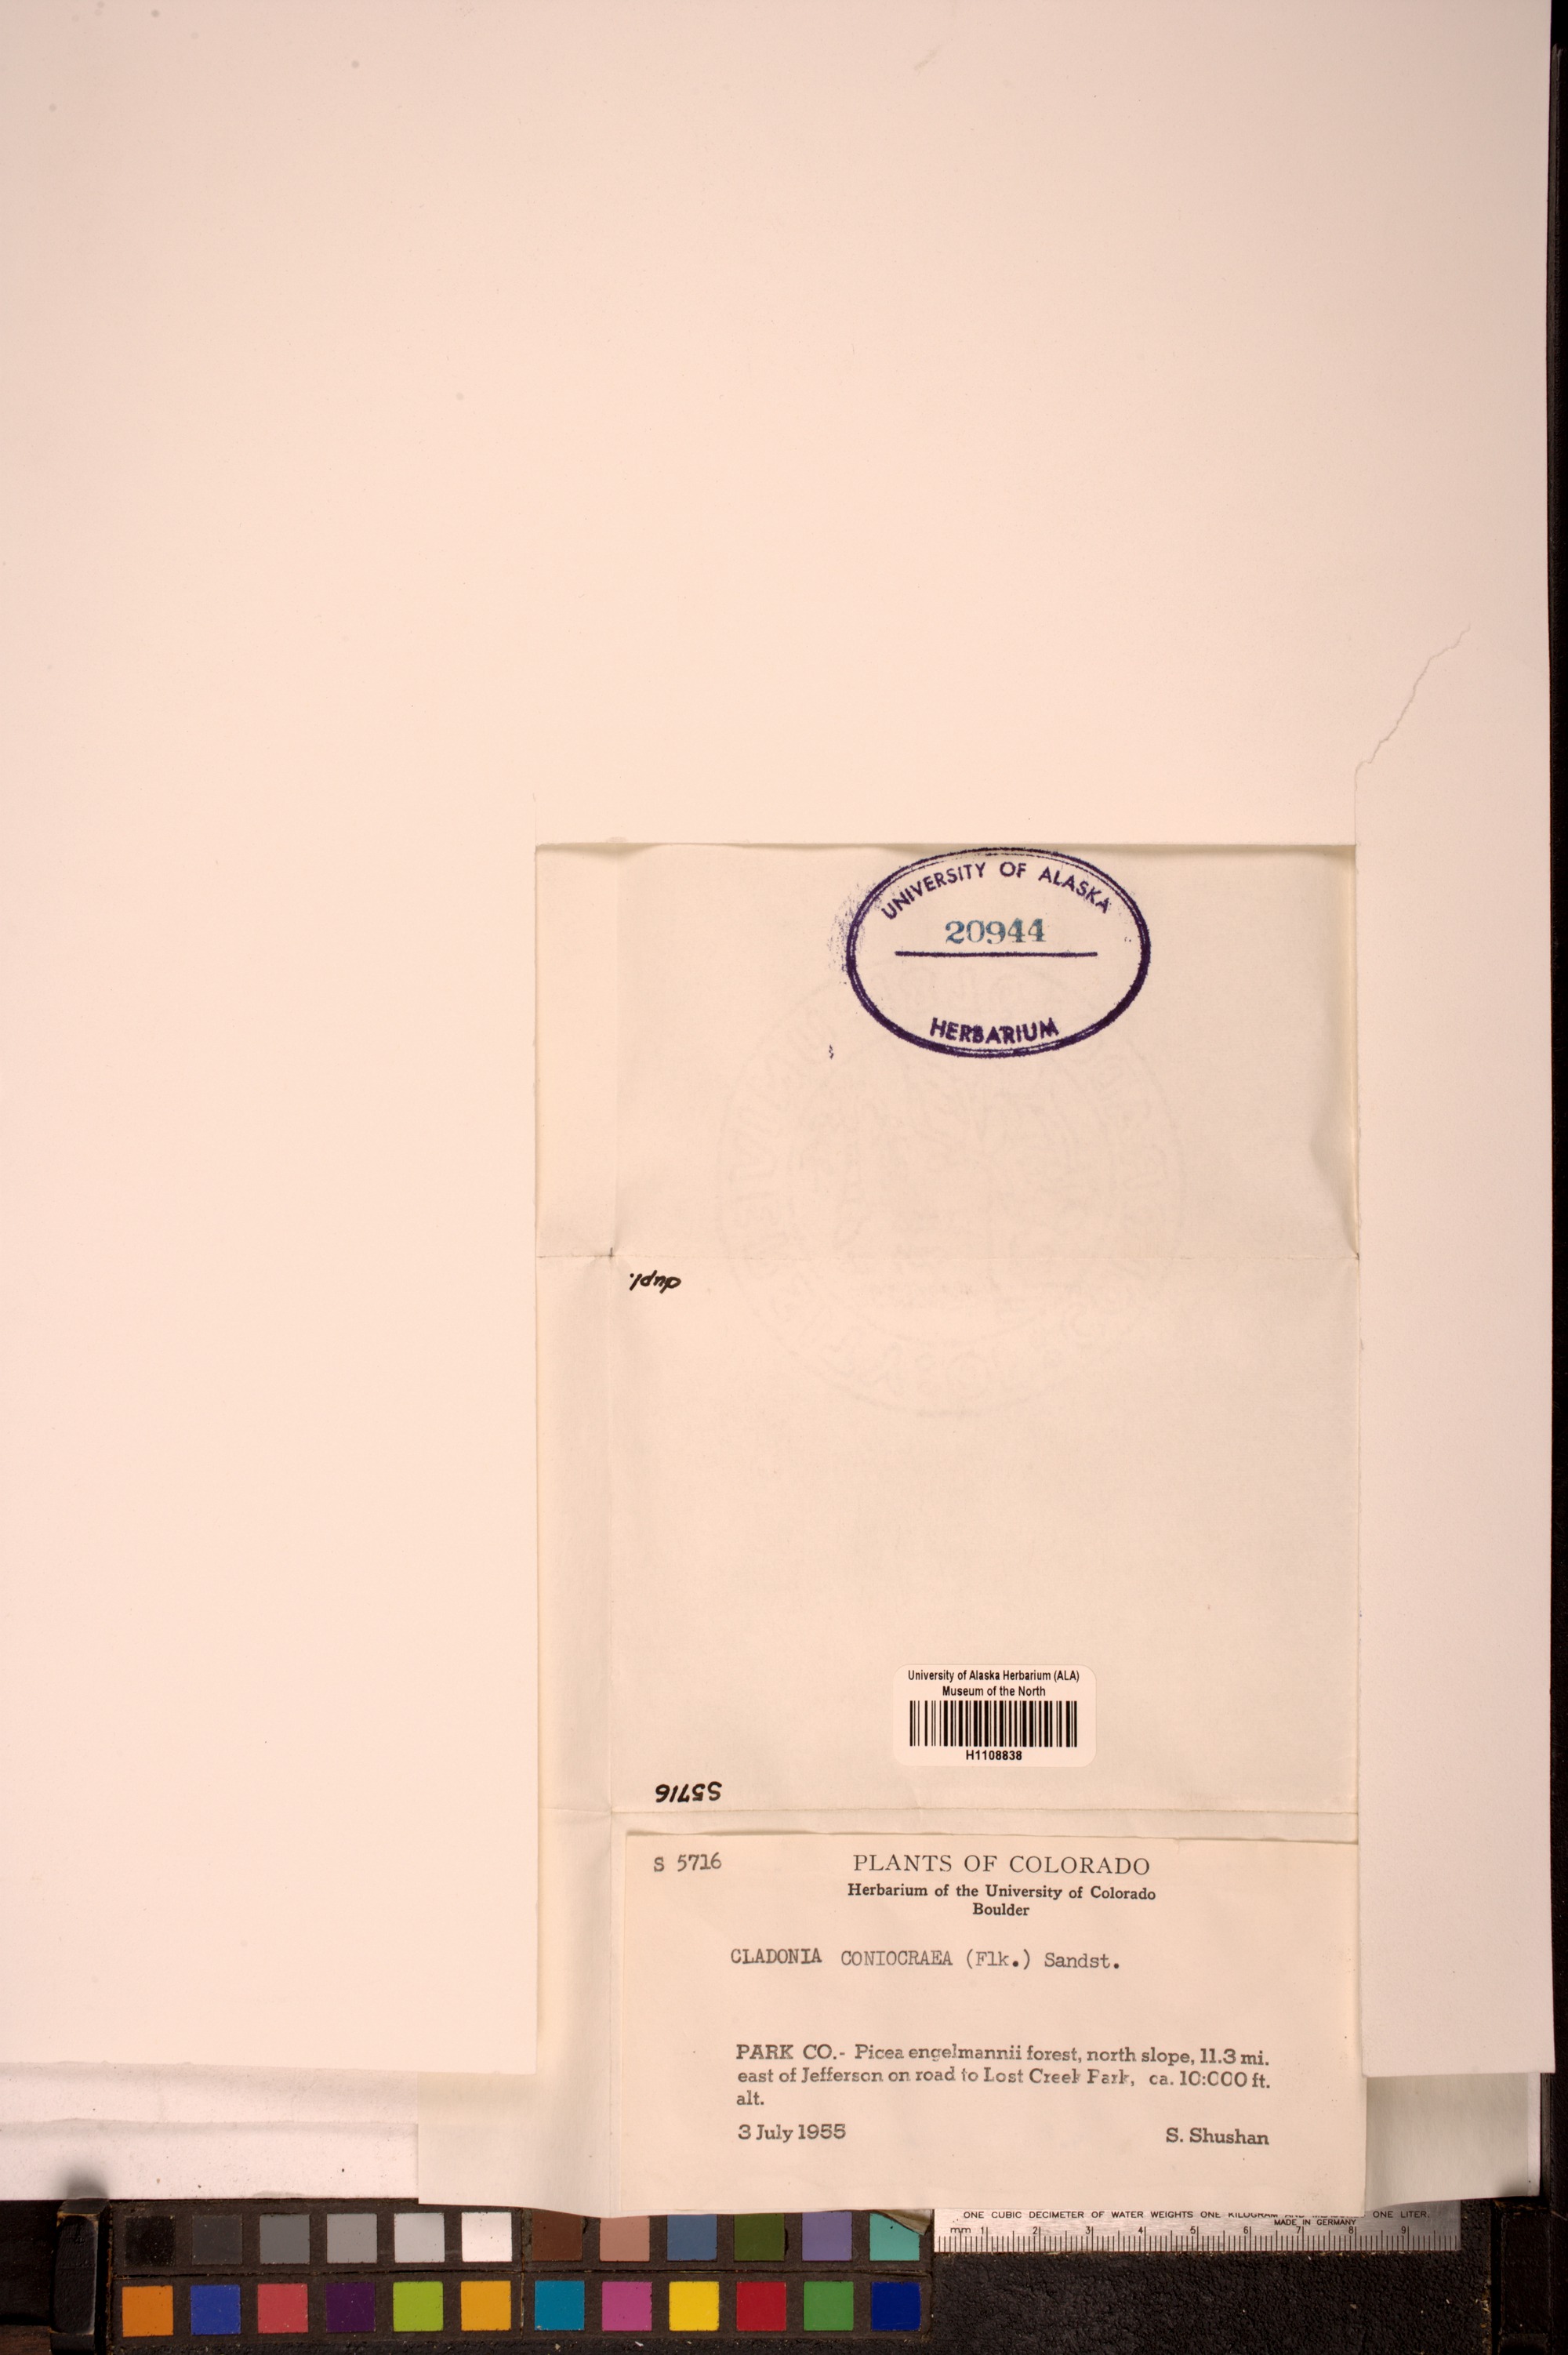 UNIVERSITY OF ALASKA
20944
HERBARIUM
dupl.
University of Alaska Herbarium (ALA)
Museum of the North
H1108838
S5716
S 5716
PLANTS OF COLORADO
Herbarium of the University of Colorado
Boulder
CLADONIA CONIOCRAEA (Flk.) Sandst.
PARK CO.- Picea engelmannii forest, north slope, 11.3 mi.
east of Jefferson on road to Lost Creek Park, ca. 10:000 ft.
alt.
3 July 1955
S. Shushan
ONE CUBIC DECIMETER OF WATER WEIGHTS ONE KILOGRAM ONE LITER.
MADE IN GERMANY
mm 1 2 3 4 5 6 7 8 9